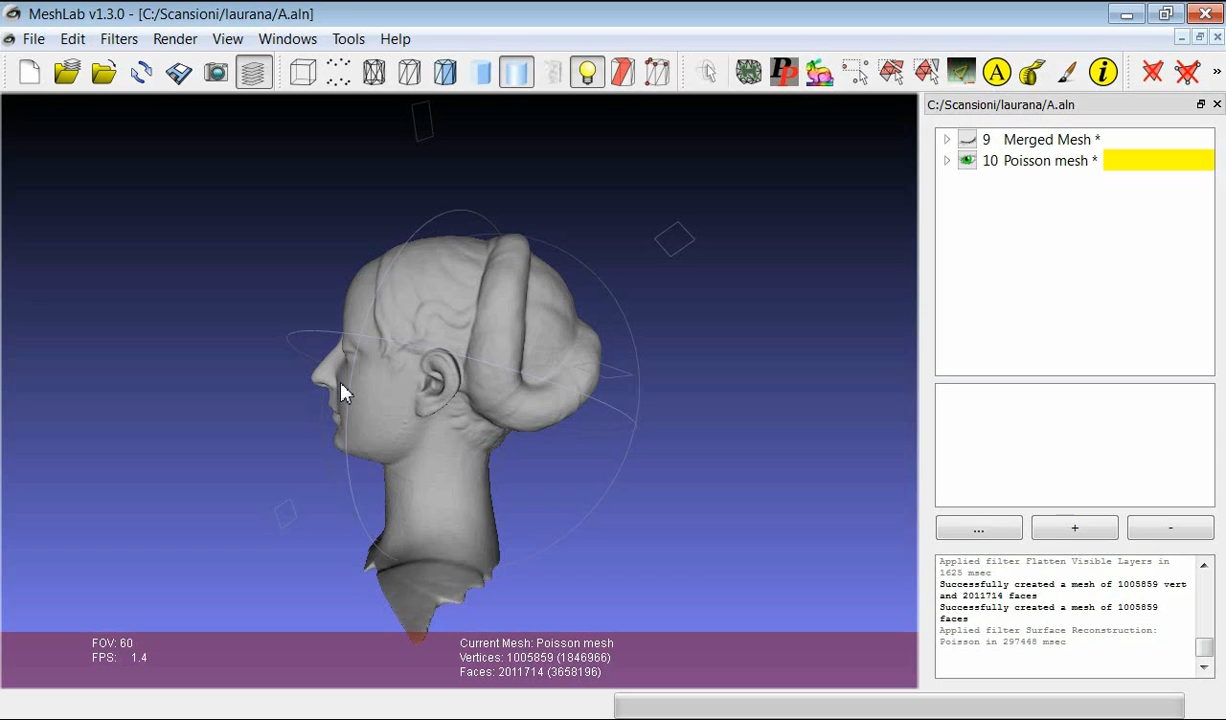 MeshLab v1.3.0 - [C:/Scansioni/laurana/A.aln]
File Edit Filters Render View Windows Tools Help
A
i
»
C:/Scansioni/laurana/A.aln
9 Merged Mesh *
10 Poisson mesh *
... + -
Applied filter Flatten Visible Layers in
1625 msec
Successfully created a mesh of 1005859 vert
and 2011714 faces
Successfully created a mesh of 1005859
faces
Applied filter Surface Reconstruction:
Poisson in 297448 msec
FOV: 60
FPS: 1.4
Current Mesh: Poisson mesh
Vertices: 1005859 (1846966)
Faces: 2011714 (3658196)